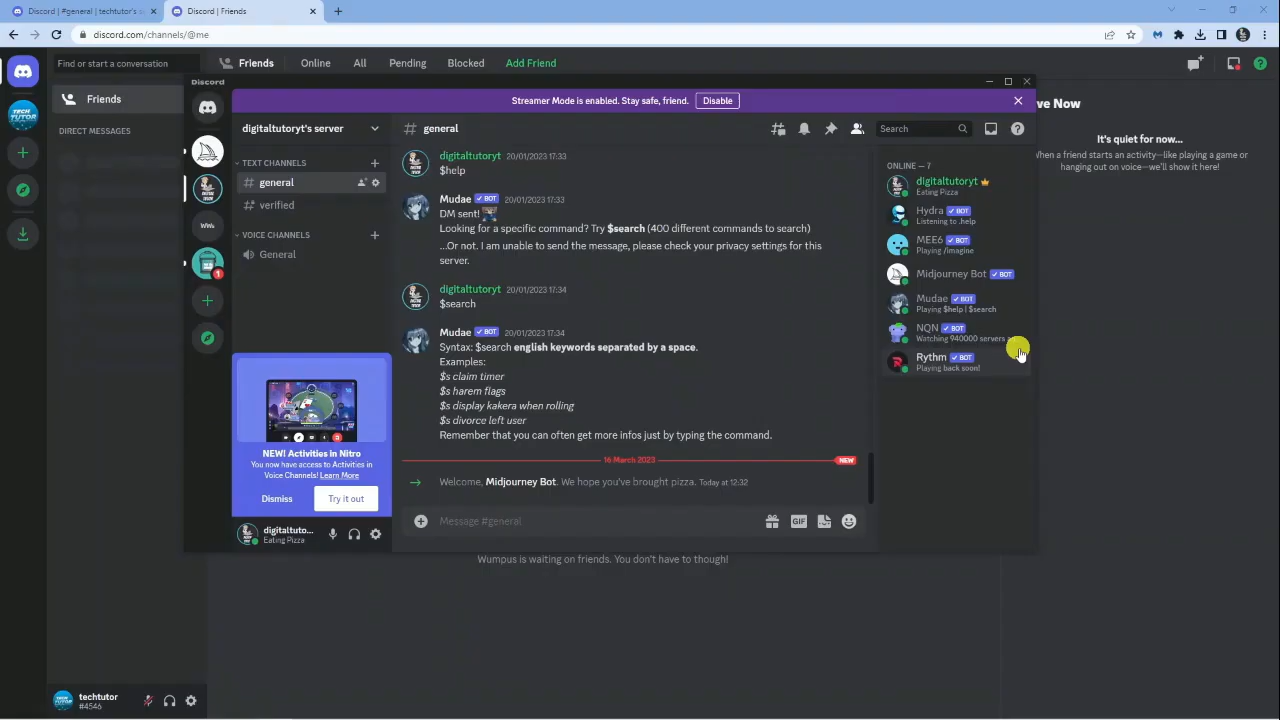 Discord | #general | techtutor's s
Discord | Friends
discord.com/channels/@me
Find or start a conversation
Friends
Online
All
Pending
Blocked
Add Friend
Friends
DIRECT MESSAGES
Discord
Streamer Mode is enabled. Stay safe, friend.
Disable
digitaltutoryt's server
TEXT CHANNELS
general
verified
VOICE CHANNELS
General
NEW! Activities in Nitro
You now have access to Activities in
Voice Channels! Learn More
Dismiss
Try it out
digitaltuto...
Eating Pizza
# general
Search
digitaltutoryt 20/01/2023 17:33
$help
Mudae ✓ BOT 20/01/2023 17:33
DM sent!
Looking for a specific command? Try $search (400 different commands to search)
...Or not. I am unable to send the message, please check your privacy settings for this
server.
digitaltutoryt 20/01/2023 17:34
$search
Mudae ✓ BOT 20/01/2023 17:34
Syntax: $search english keywords separated by a space.
Examples:
$s claim timer
$s harem flags
$s display kakera when rolling
$s divorce left user
Remember that you can often get more infos just by typing the command.
16 March 2023
NEW
Welcome, Midjourney Bot. We hope you've brought pizza. Today at 12:32
Message #general
GIF
ONLINE — 7
digitaltutoryt
Eating Pizza
Hydra ✓ BOT
Listening to .help
MEE6 ✓ BOT
Playing /imagine
Midjourney Bot ✓ BOT
Mudae ✓ BOT
Playing $help | $search
NQN ✓ BOT
Watching 940000 servers
Rythm ✓ BOT
Playing back soon!
1
ve Now
It's quiet for now...
When a friend starts an activity—like playing a game or
hanging out on voice—we'll show it here!
Wumpus is waiting on friends. You don't have to though!
TECH
TUTOR
techtutor
#4546